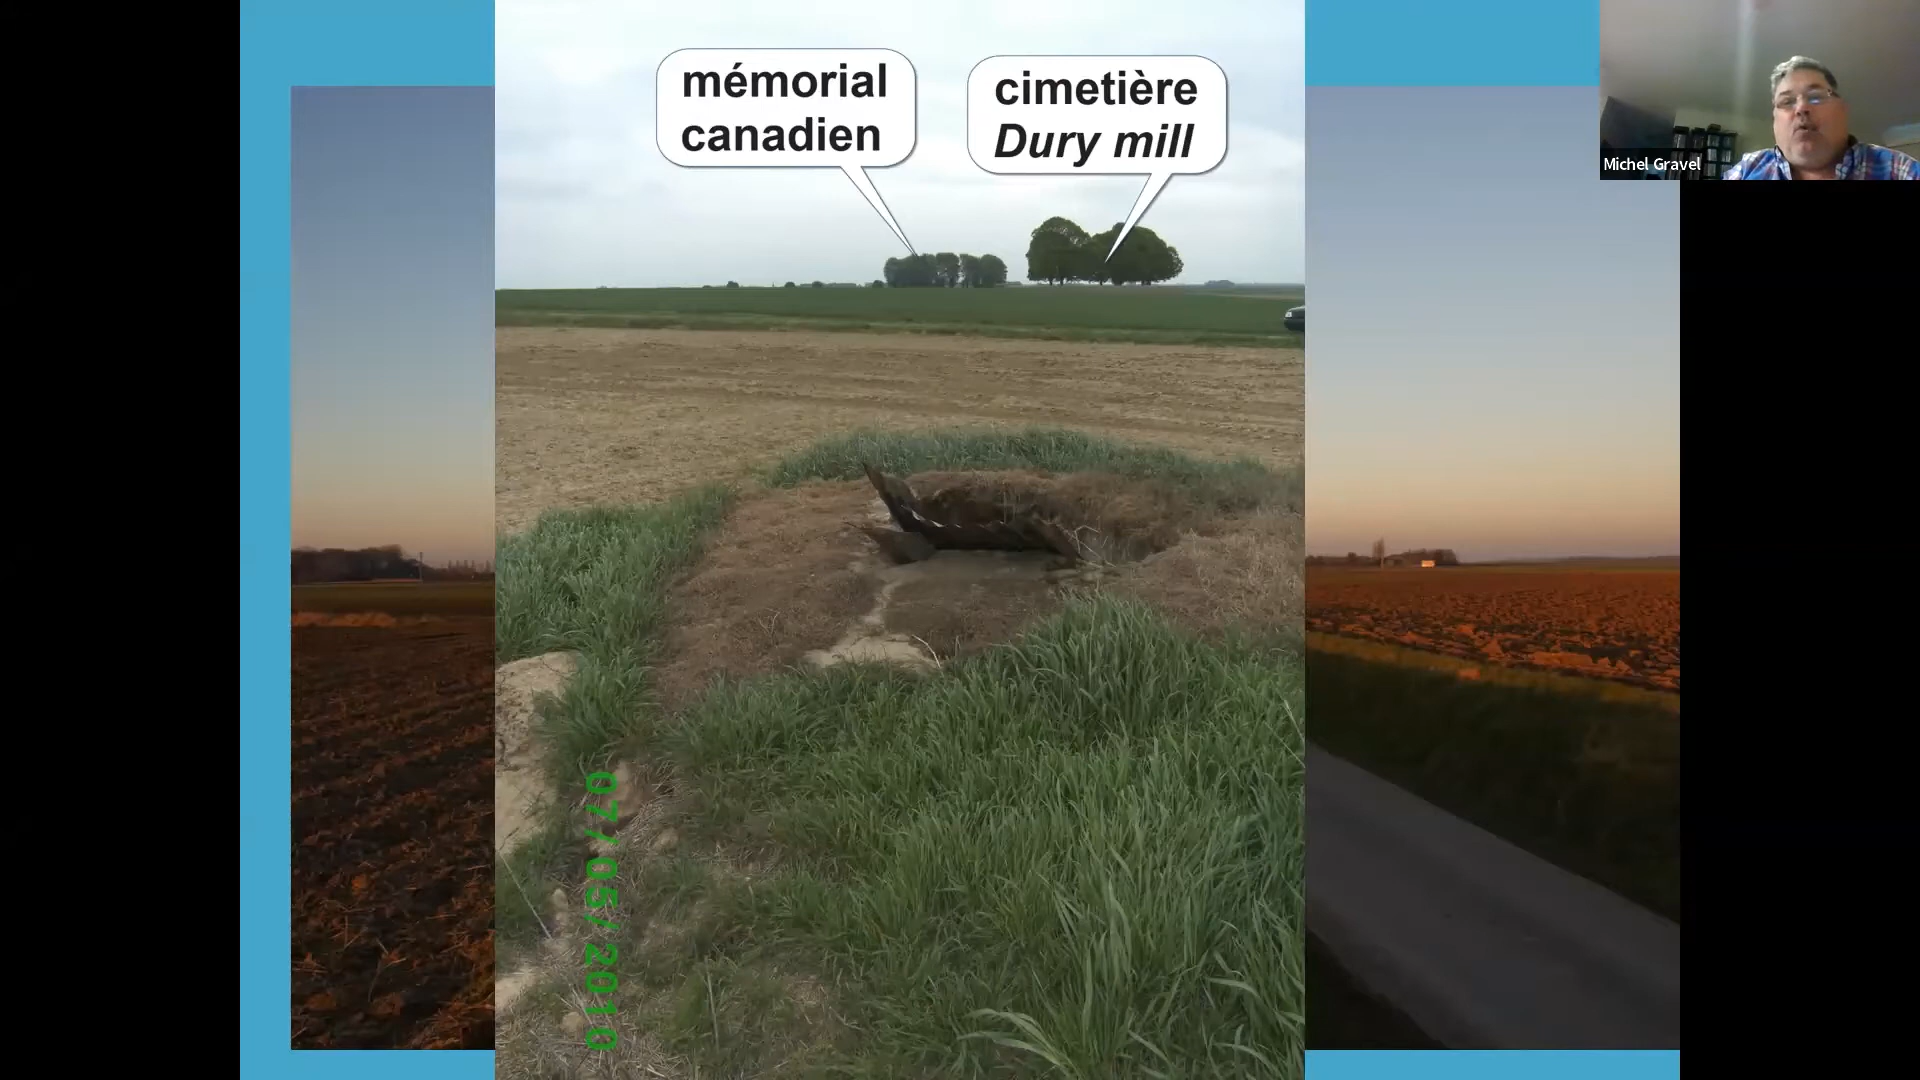 mémorial
canadien
cimetière
Dury mill
Michel Gravel
07/05/2010